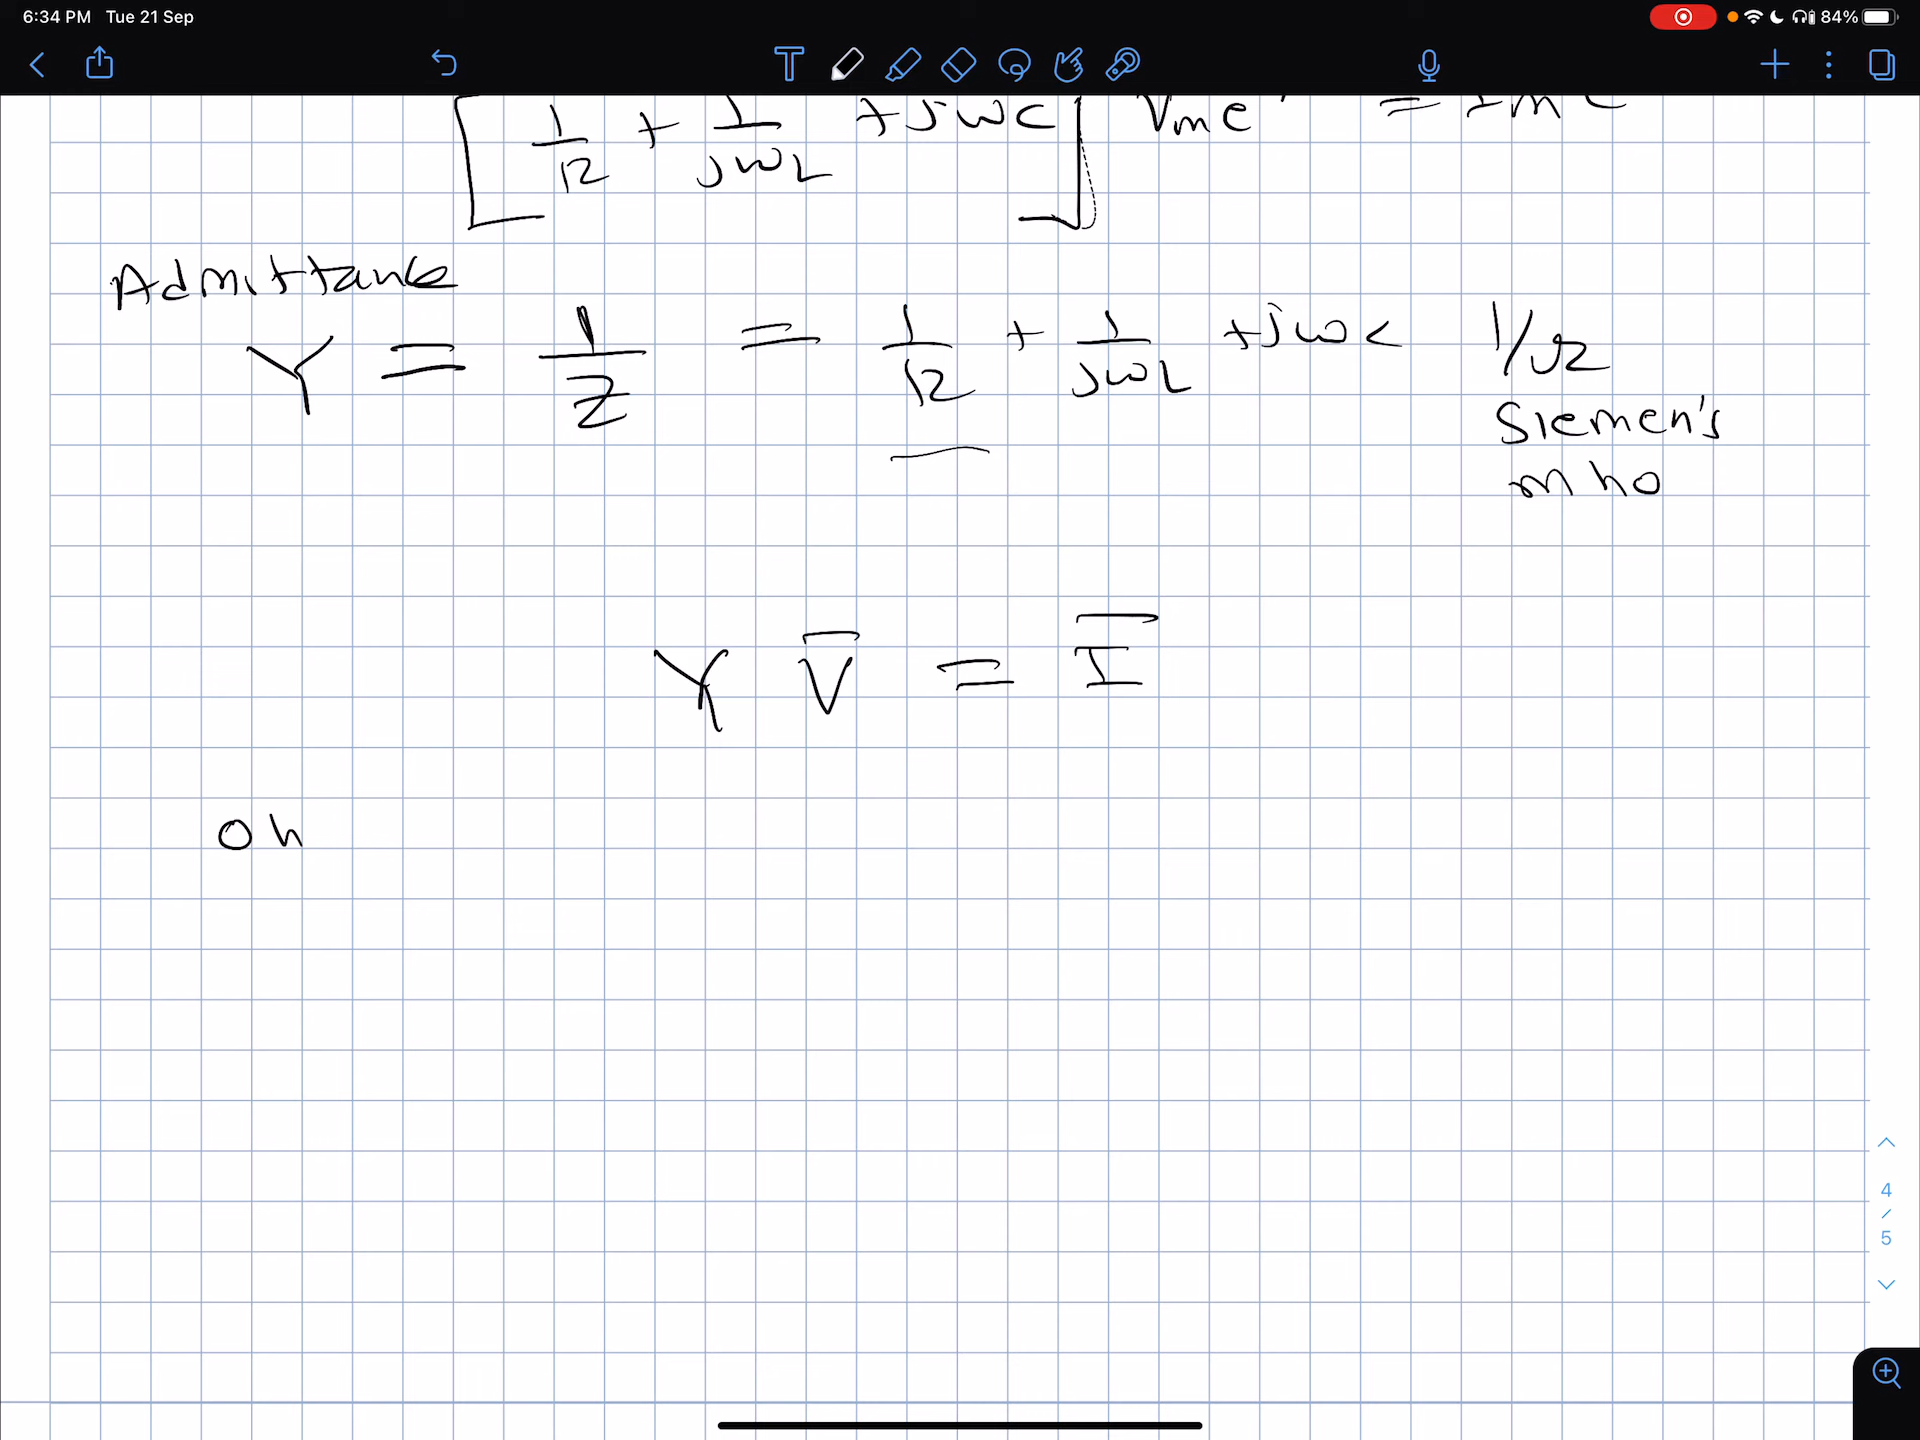 6:34 PM Tue 21 Sep 84%
T
[ 1/R + 1/jωL + jωC ] Vm e = Im e
Admittance
Y = 1/Z = 1/R + 1/jωL + jωC 1/Ω
Siemen's
mho
Y V̅ = I̅
oh
4
/
5